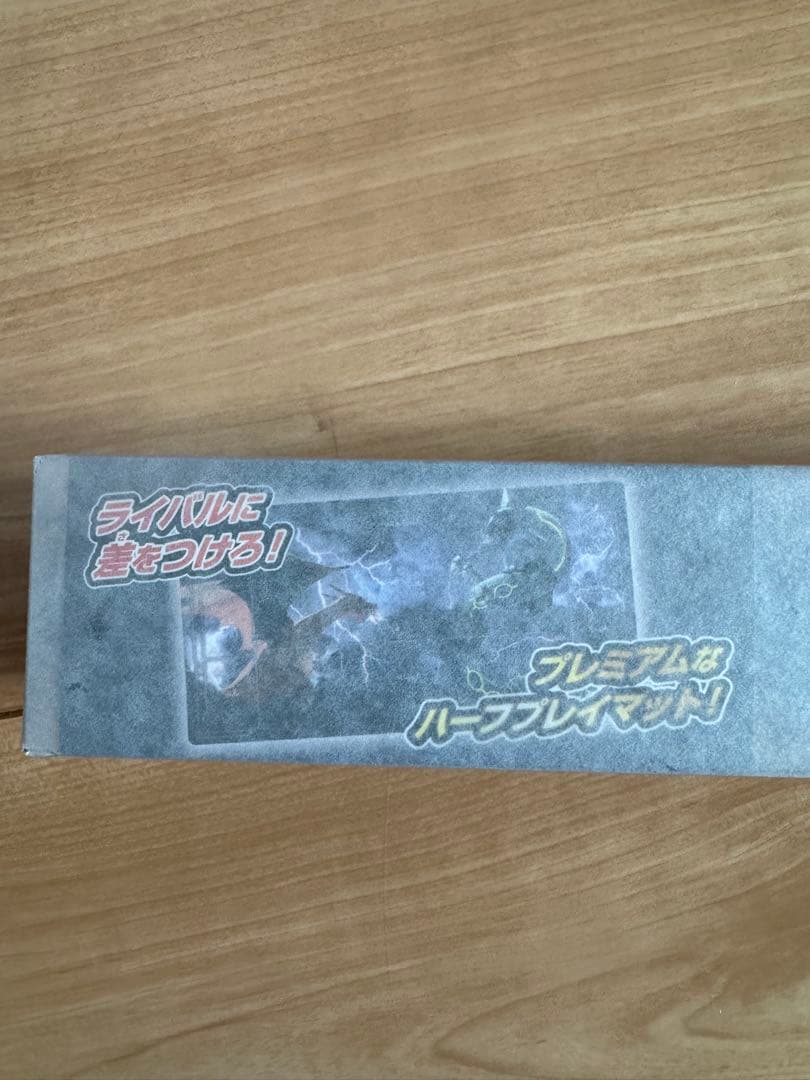 ライバルに
差をつけろ!
プレミアムな
ハーフプレイマット!